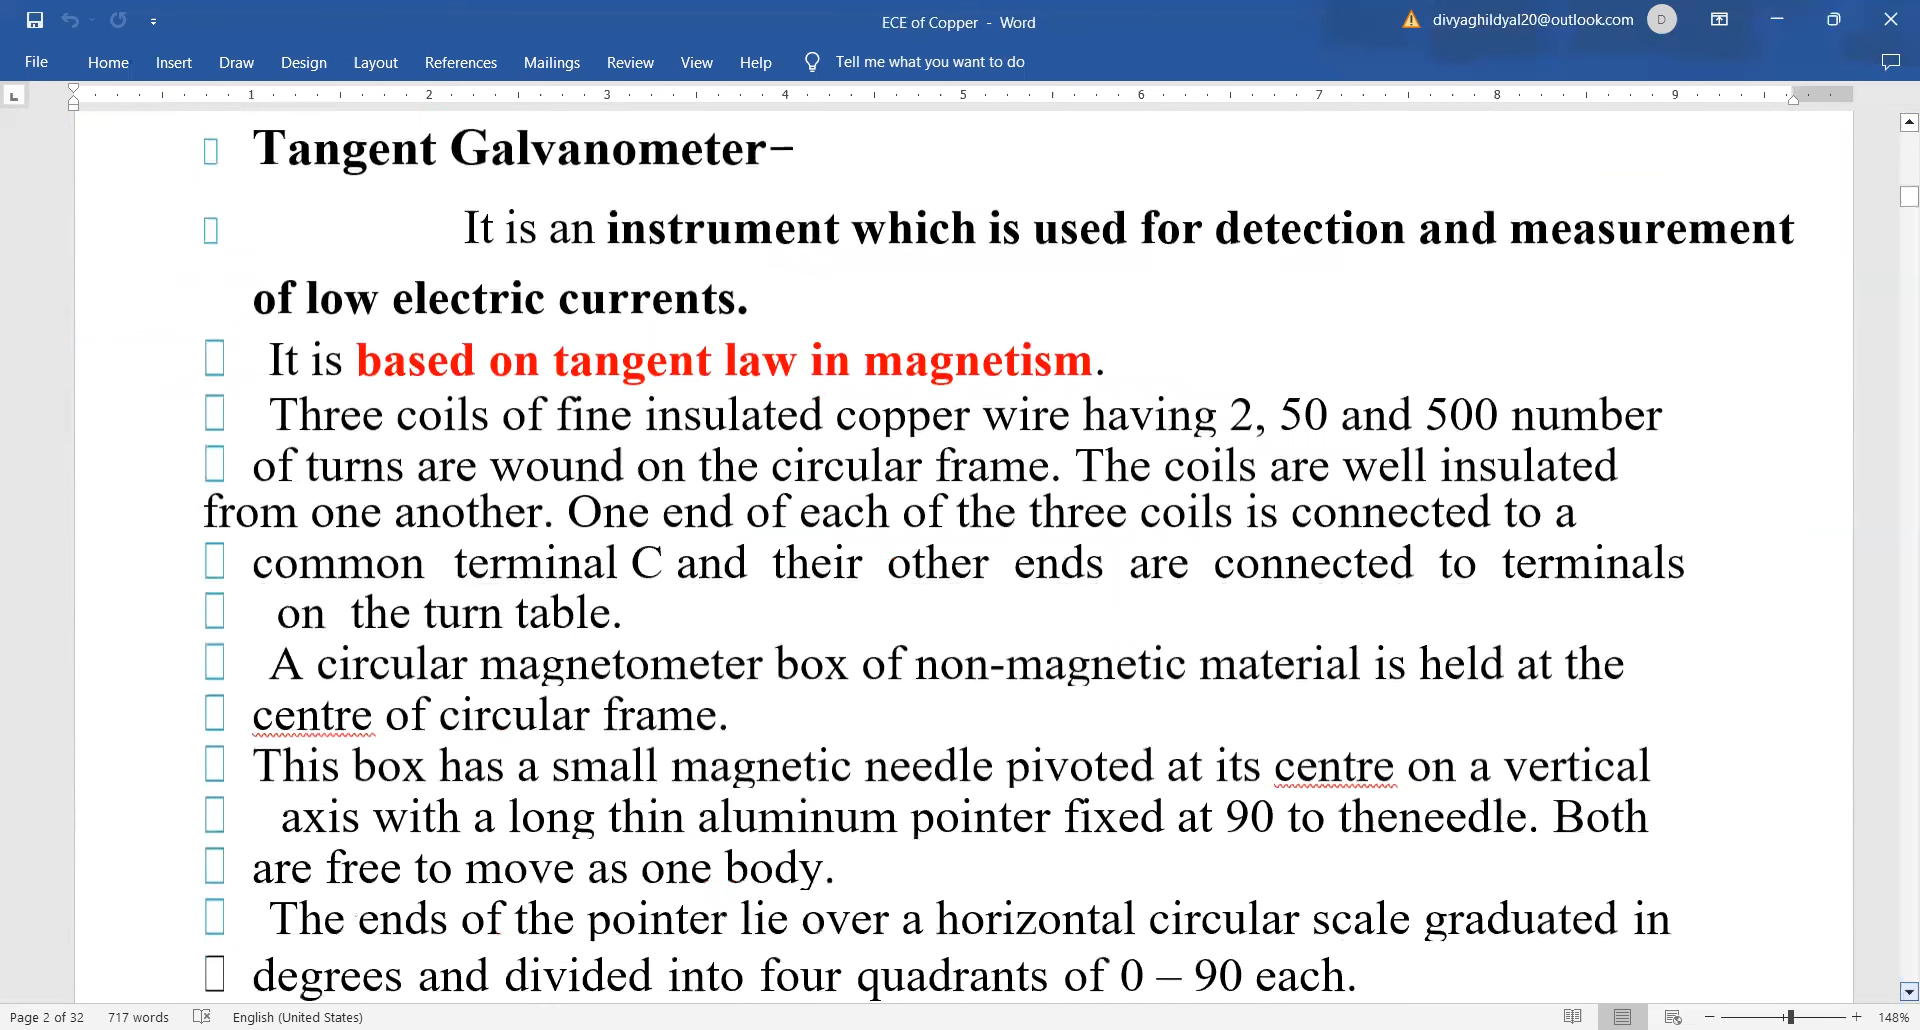 ECE of Copper - Word
divyaghildyal20@outlook.com
D
File Home Insert Draw Design Layout References Mailings Review View Help Tell me what you want to do
L
1 2 3 4 5 6 7 8 9
Tangent Galvanometer−
It is an instrument which is used for detection and measurement
of low electric currents.
It is based on tangent law in magnetism.
Three coils of fine insulated copper wire having 2, 50 and 500 number
of turns are wound on the circular frame. The coils are well insulated
from one another. One end of each of the three coils is connected to a
common terminal C and their other ends are connected to terminals
on the turn table.
A circular magnetometer box of non-magnetic material is held at the
centre of circular frame.
This box has a small magnetic needle pivoted at its centre on a vertical
axis with a long thin aluminum pointer fixed at 90 to theneedle. Both
are free to move as one body.
The ends of the pointer lie over a horizontal circular scale graduated in
degrees and divided into four quadrants of 0 – 90 each.
Page 2 of 32 717 words English (United States) 148%